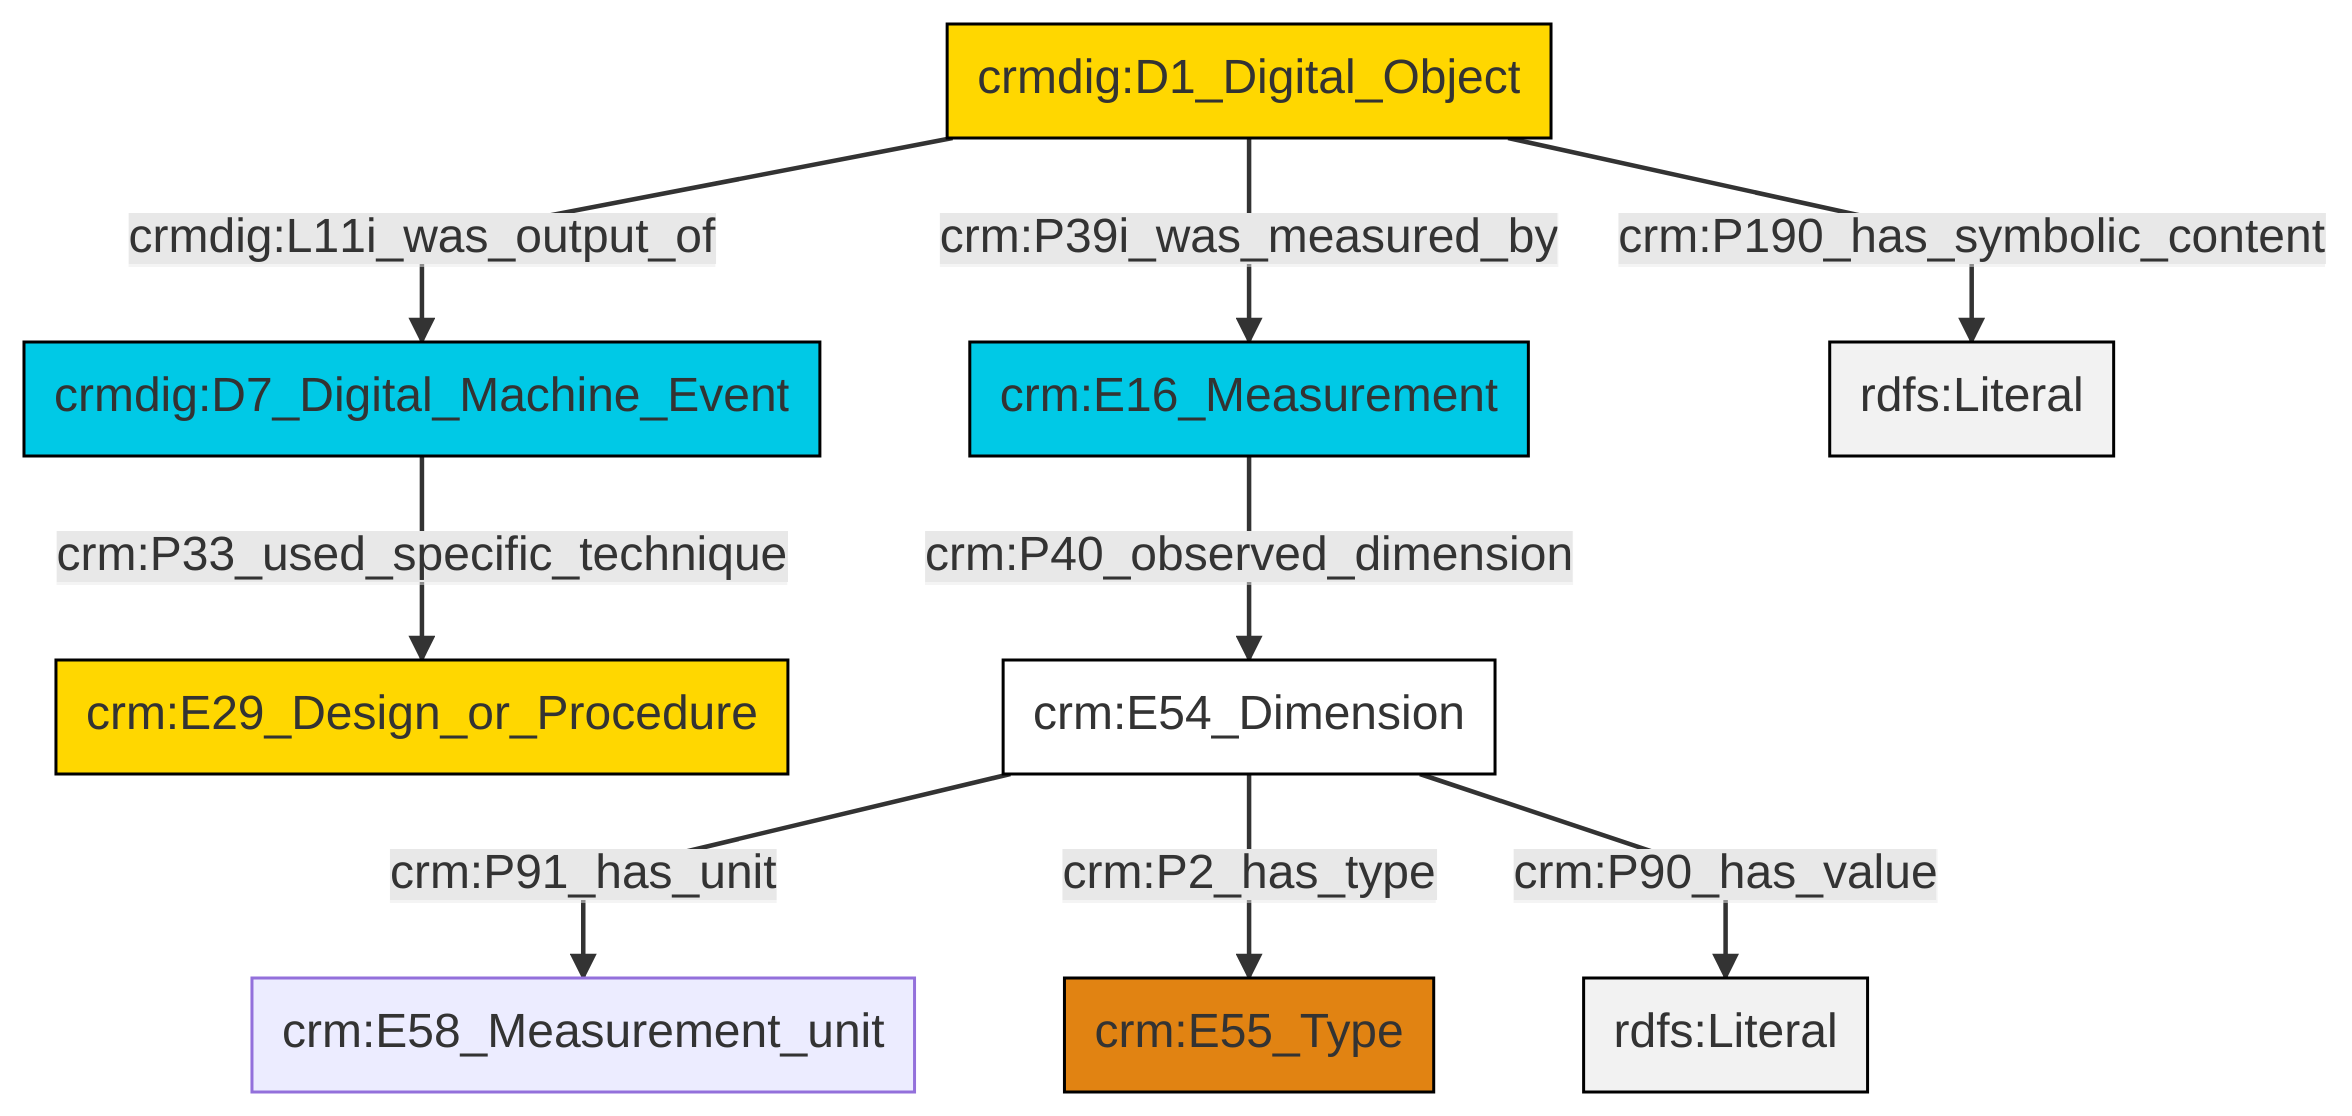 crmdig:D1_Digital_Object
crmdig:L11i_was_output_of
crm:P39i_was_measured_by
crm:P190_has_symbolic_content
crmdig:D7_Digital_Machine_Event
crm:E16_Measurement
rdfs:Literal
crm:P33_used_specific_technique
crm:P40_observed_dimension
crm:E29_Design_or_Procedure
crm:E54_Dimension
crm:P91_has_unit
crm:P2_has_type
crm:P90_has_value
crm:E58_Measurement_unit
crm:E55_Type
rdfs:Literal